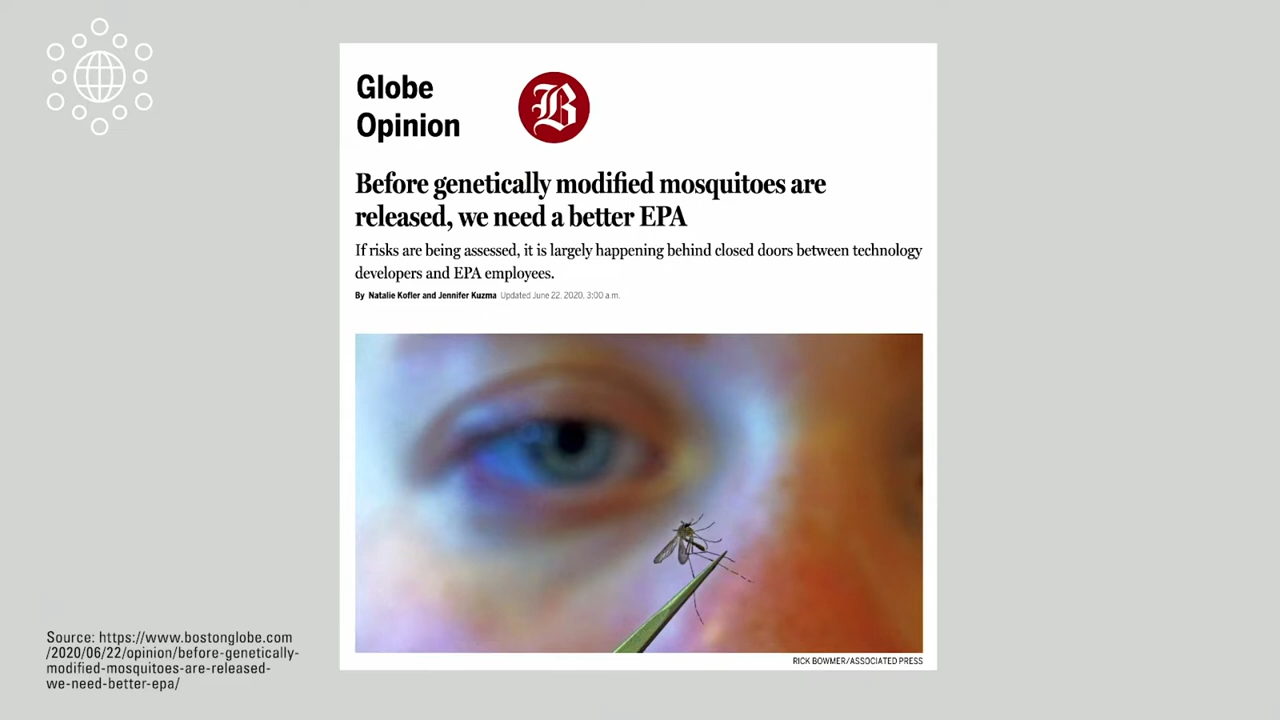 Globe
Opinion
B
Before genetically modified mosquitoes are
released, we need a better EPA
If risks are being assessed, it is largely happening behind closed doors between technology
developers and EPA employees.
By Natalie Kofler and Jennifer Kuzma Updated June 22, 2020, 3:00 a.m.
RICK BOWMER/ASSOCIATED PRESS
Source: https://www.bostonglobe.com
/2020/06/22/opinion/before-genetically-
modified-mosquitoes-are-released-
we-need-better-epa/